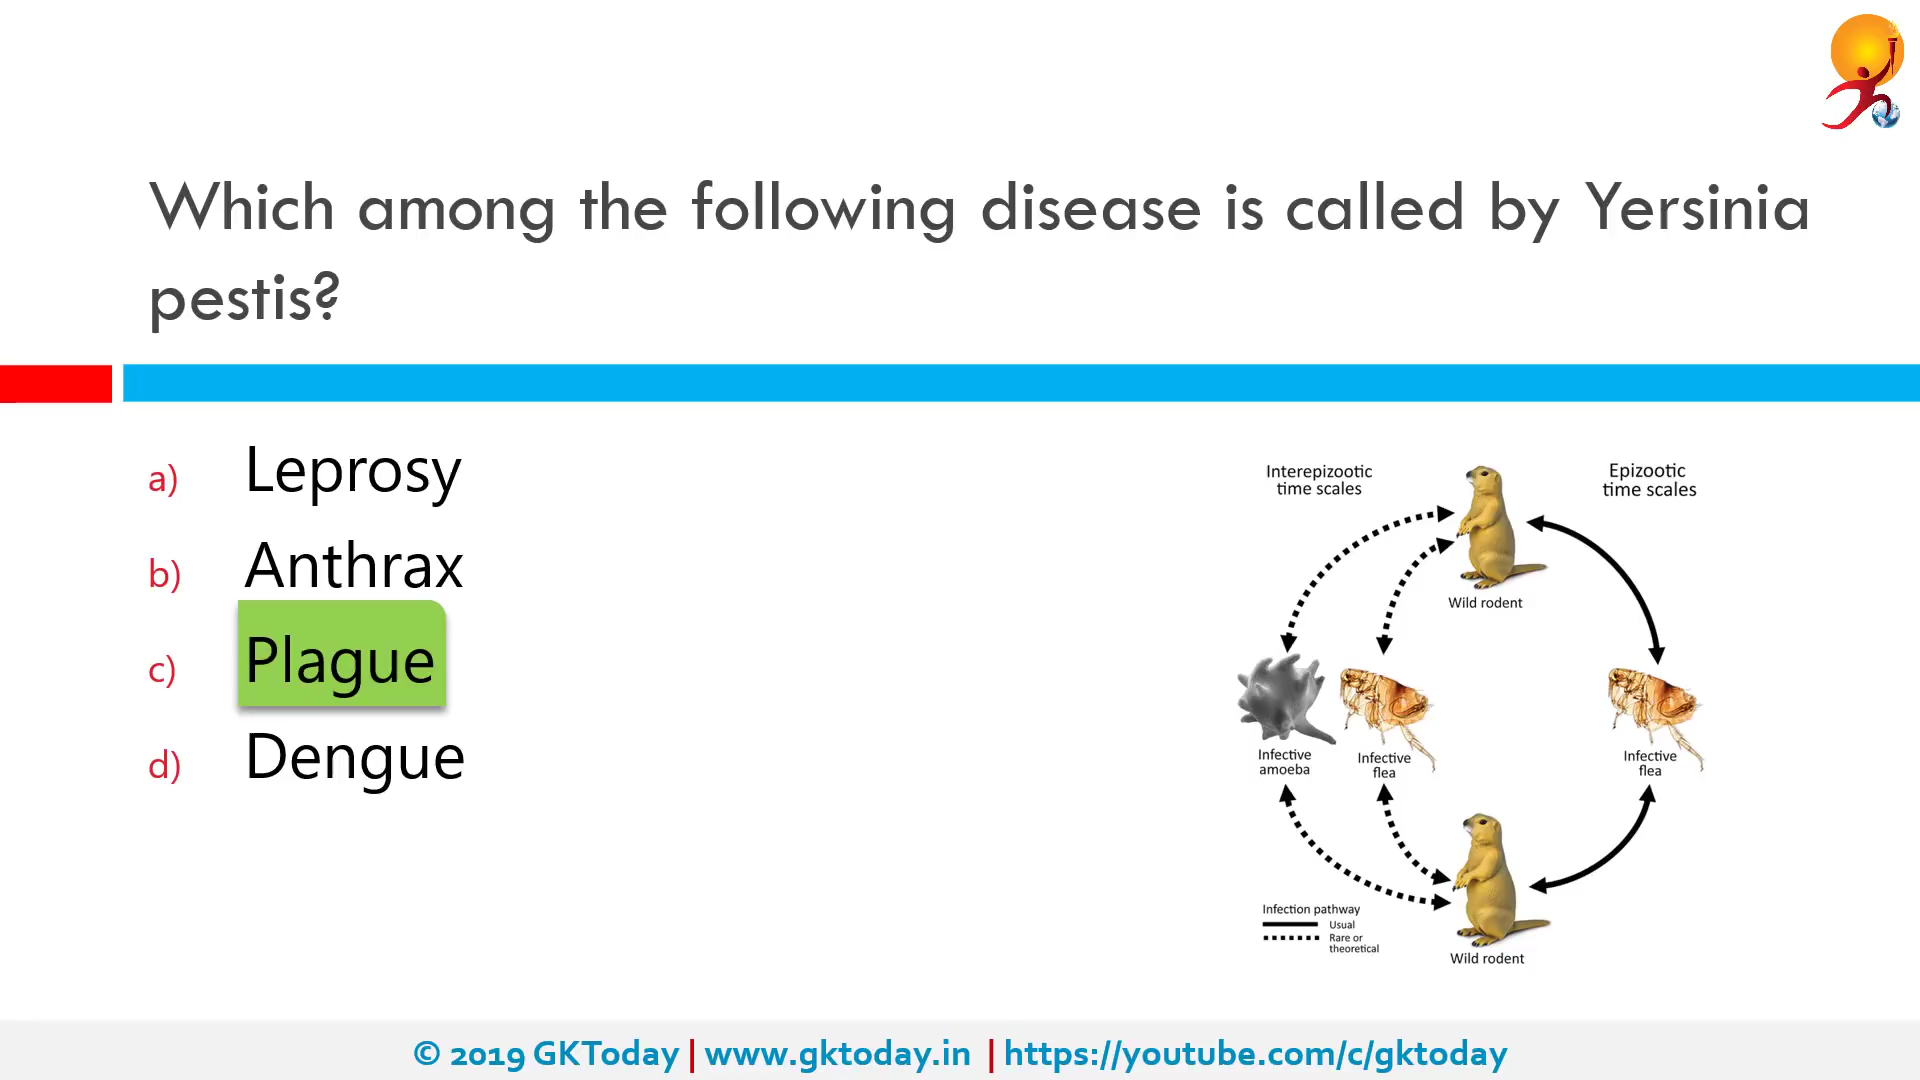 Which among the following disease is called by Yersinia
pestis?
a) Leprosy
b) Anthrax
c) Plague
d) Dengue
Interepizootic
time scales
Epizootic
time scales
Wild rodent
Infective
amoeba
Infective
flea
Infective
flea
Infection pathway
Usual
Rare or
theoretical
Wild rodent
© 2019 GKToday | www.gktoday.in | https://youtube.com/c/gktoday